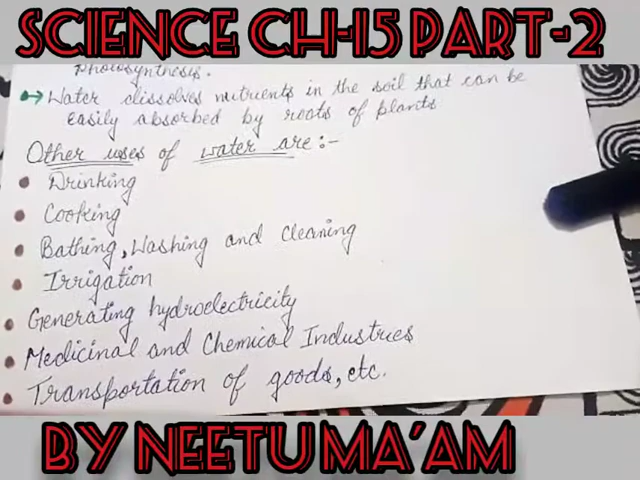 SCIENCE CH-15 PART-2
photosynthesis.
Water dissolves nutrients in the soil that can be
easily absorbed by roots of plants
Other uses of water are :-
Drinking
Cooking
Bathing, Washing and Cleaning
Irrigation
Generating hydroelectricity
Medicinal and Chemical Industries
Transportation of goods, etc.
BY NEETU MA'AM